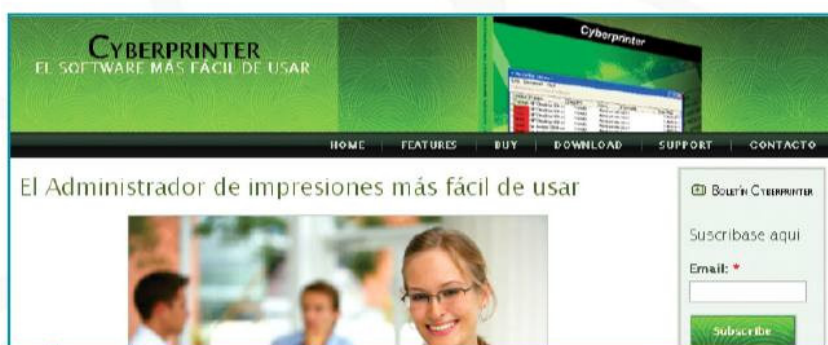 CYBERPRINTER
EL SOFTWARE MÁS FÁCIL DE USAR
Cyberprinter
HOME FEATURES BUY DOWNLOAD SUPPORT CONTACTO
El Administrador de impresiones más fácil de usar
BOLETÍN CYBERPRINTER
Suscribase aqui
Email: *
Subscribe